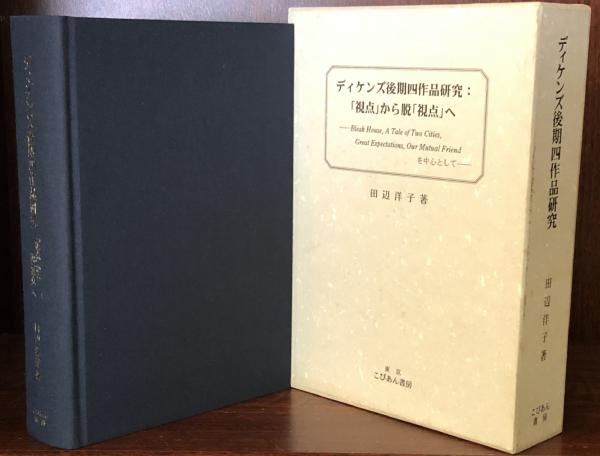 ディケンズ後期四作品研究:
「視点」から脱「視点」へ
——Bleak House, A Tale of Two Cities,
Great Expectations, Our Mutual Friend
を中心として——
田辺洋子著
東京
こびあん書房
ディケンズ後期四作品研究
田辺洋子著
こびあん
書房